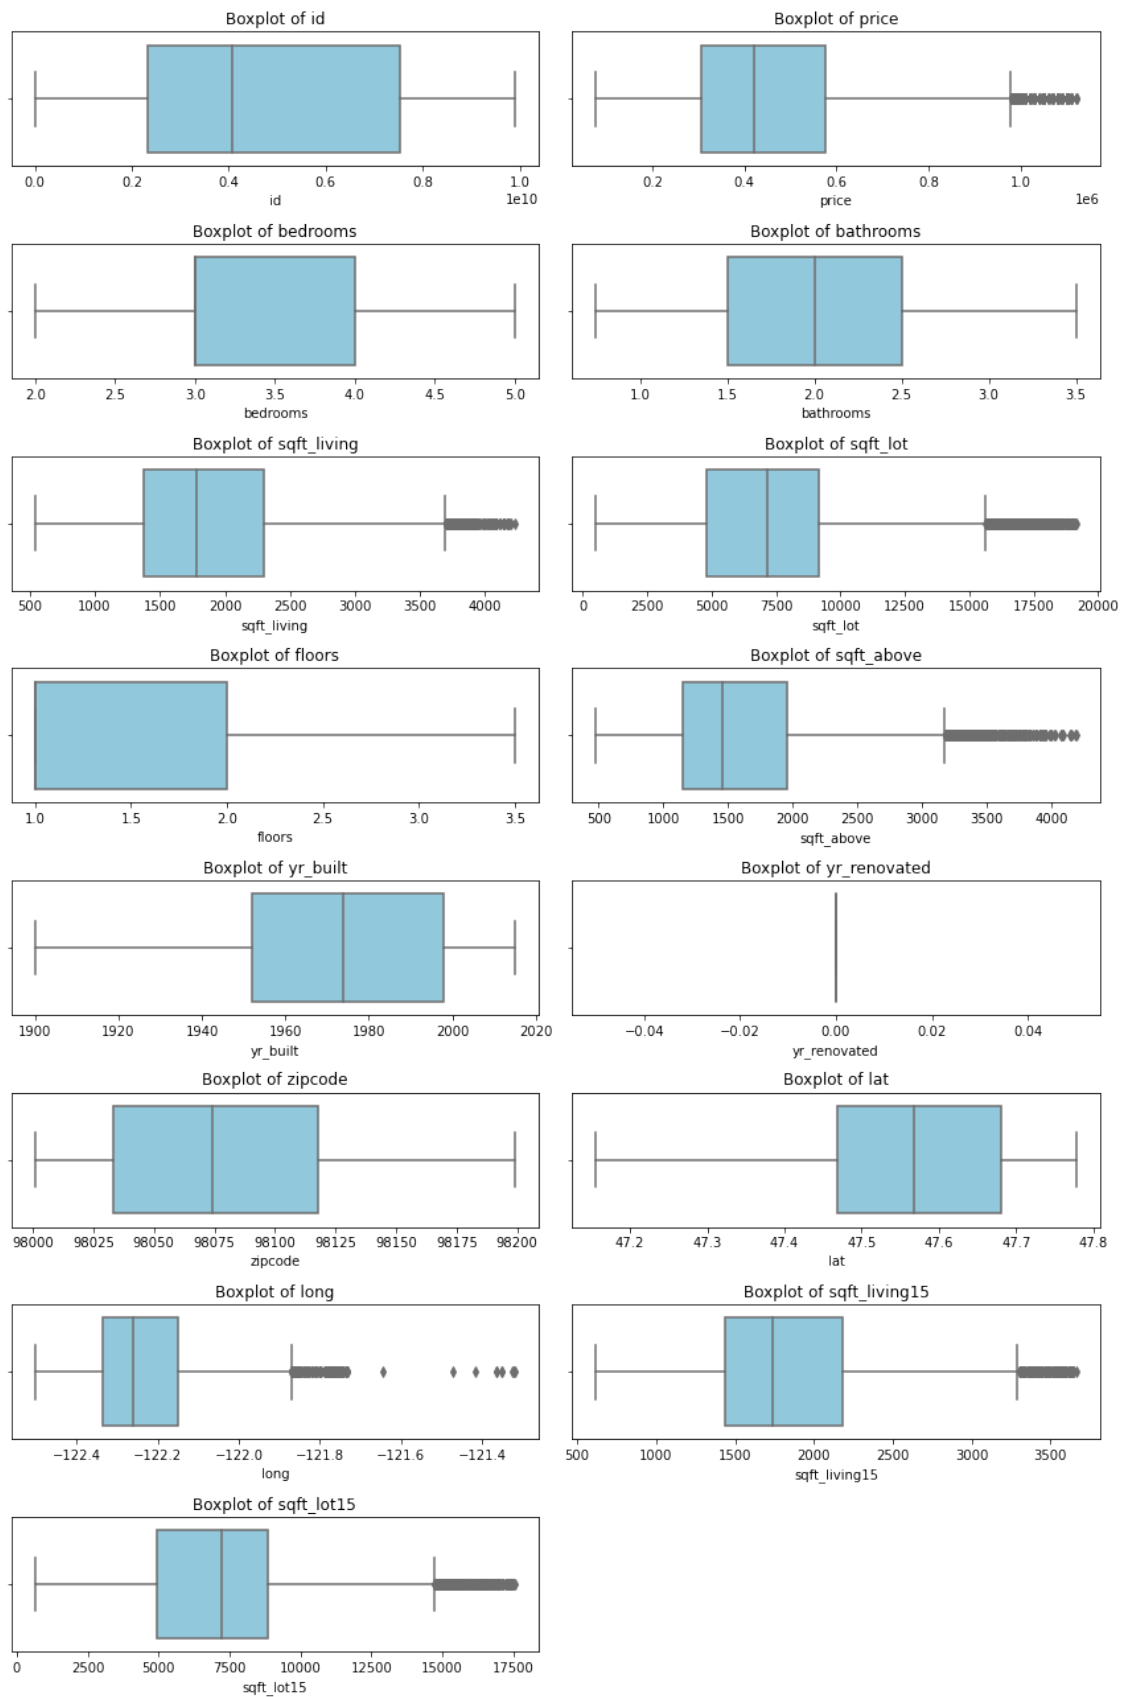 Boxplot of id
0.0 0.2 0.4 0.6 0.8 1.0
1e10
id
Boxplot of price
0.2 0.4 0.6 0.8 1.0
1e6
price
Boxplot of bedrooms
2.0 2.5 3.0 3.5 4.0 4.5 5.0
bedrooms
Boxplot of bathrooms
1.0 1.5 2.0 2.5 3.0 3.5
bathrooms
Boxplot of sqft_living
500 1000 1500 2000 2500 3000 3500 4000
sqft_living
Boxplot of sqft_lot
0 2500 5000 7500 10000 12500 15000 17500 20000
sqft_lot
Boxplot of floors
1.0 1.5 2.0 2.5 3.0 3.5
floors
Boxplot of sqft_above
500 1000 1500 2000 2500 3000 3500 4000
sqft_above
Boxplot of yr_built
1900 1920 1940 1960 1980 2000 2020
yr_built
Boxplot of yr_renovated
−0.04 −0.02 0.00 0.02 0.04
yr_renovated
Boxplot of zipcode
98000 98025 98050 98075 98100 98125 98150 98175 98200
zipcode
Boxplot of lat
47.2 47.3 47.4 47.5 47.6 47.7 47.8
lat
Boxplot of long
−122.4 −122.2 −122.0 −121.8 −121.6 −121.4
long
Boxplot of sqft_living15
500 1000 1500 2000 2500 3000 3500
sqft_living15
Boxplot of sqft_lot15
0 2500 5000 7500 10000 12500 15000 17500
sqft_lot15